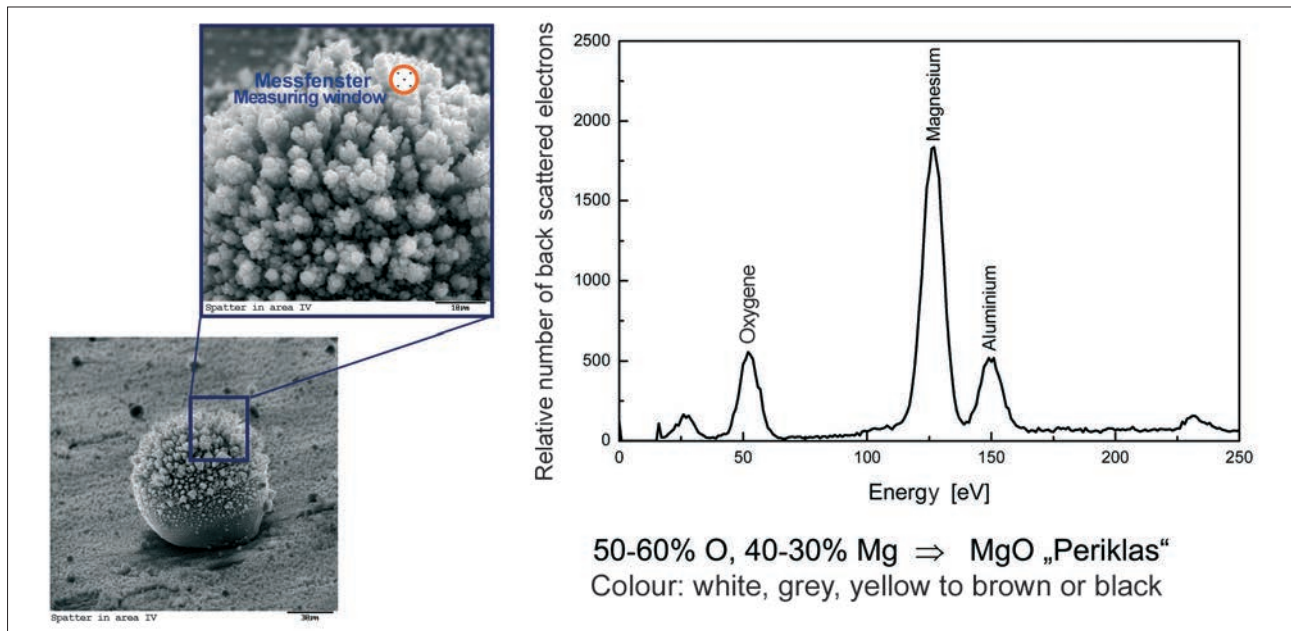 Messfenster
Measuring window
Spatter in area IV
10µm
Spatter in area IV
30µm
Relative number of back scattered electrons
2500
2000
1500
1000
500
0
Oxygene
Magnesium
Aluminium
0
50
100
150
200
250
Energy [eV]
50-60% O, 40-30% Mg ⇒ MgO „Periklas“
Colour: white, grey, yellow to brown or black